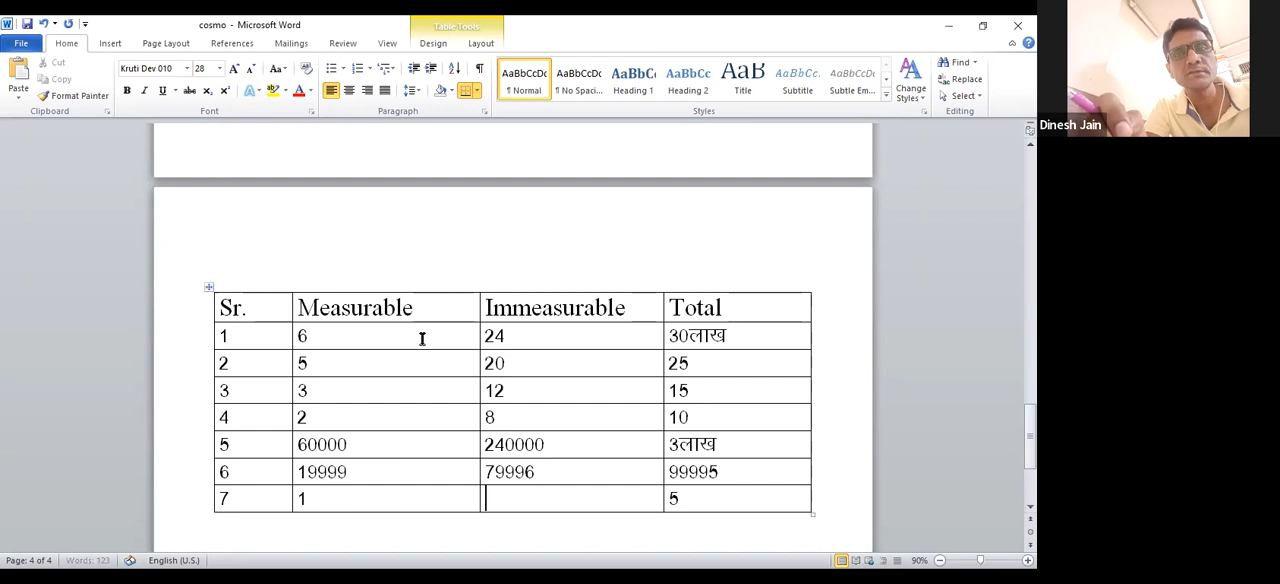 cosmo - Microsoft Word
Table Tools
File Home Insert Page Layout References Mailings Review View Design Layout
Paste
Cut
Copy
Format Painter
Clipboard
Kruti Dev 010 28
Font
Paragraph
AaBbCcDc AaBbCcDc AaBbC AaBbCc AaB AaBbCc. AaBbCcDc
¶ Normal ¶ No Spaci... Heading 1 Heading 2 Title Subtitle Subtle Em...
Change Styles
Styles
Find
Replace
Select
Editing
Dinesh Jain
Sr. Measurable Immeasurable Total
1 6 24 30लाख
2 5 20 25
3 3 12 15
4 2 8 10
5 60000 240000 3लाख
6 19999 79996 99995
7 1 5
Page: 4 of 4 Words: 123 English (U.S.) 90%